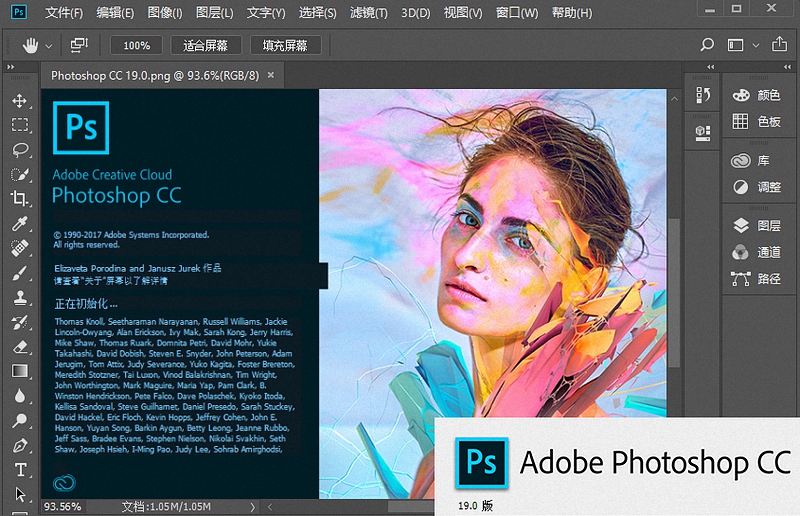 Ps 文件(F) 编辑(E) 图像(I) 图层(L) 文字(Y) 选择(S) 滤镜(T) 3D(D) 视图(V) 窗口(W) 帮助(H)
100% 适合屏幕 填充屏幕
Photoshop CC 19.0.png @ 93.6%(RGB/8) ×
Ps
Adobe Creative Cloud
Photoshop CC
© 1990-2017 Adobe Systems Incorporated.
All rights reserved.
Elizaveta Porodina and Janusz Jurek 作品
请查看"关于"屏幕以了解详情
正在初始化...
Thomas Knoll, Seetharaman Narayanan, Russell Williams, Jackie
Lincoln-Owyang, Alan Erickson, Ivy Mak, Sarah Kong, Jerry Harris,
Mike Shaw, Thomas Ruark, Domnita Petri, David Mohr, Yukie
Takahashi, David Dobish, Steven E. Snyder, John Peterson, Adam
Jerugim, Tom Attix, Judy Severance, Yuko Kagita, Foster Brereton,
Meredith Stotzner, Tai Luxon, Vinod Balakrishnan, Tim Wright,
John Worthington, Mark Maguire, Maria Yap, Pam Clark, B.
Winston Hendrickson, Pete Falco, Dave Polaschek, Kyoko Itoda,
Kellisa Sandoval, Steve Guilhamet, Daniel Presedo, Sarah Stuckey,
David Hackel, Eric Floch, Kevin Hopps, Jeffrey Cohen, John E.
Hanson, Yuyan Song, Barkin Aygun, Betty Leong, Jeanne Rubbo,
Jeff Sass, Bradee Evans, Stephen Nielson, Nikolai Svakhin, Seth
Shaw, Joseph Hsieh, I-Ming Pao, Judy Lee, Sohrab Amirghodsi,
颜色
色板
库
调整
图层
通道
路径
Ps Adobe Photoshop CC
19.0 版
93.56% 文档:1.05M/1.05M